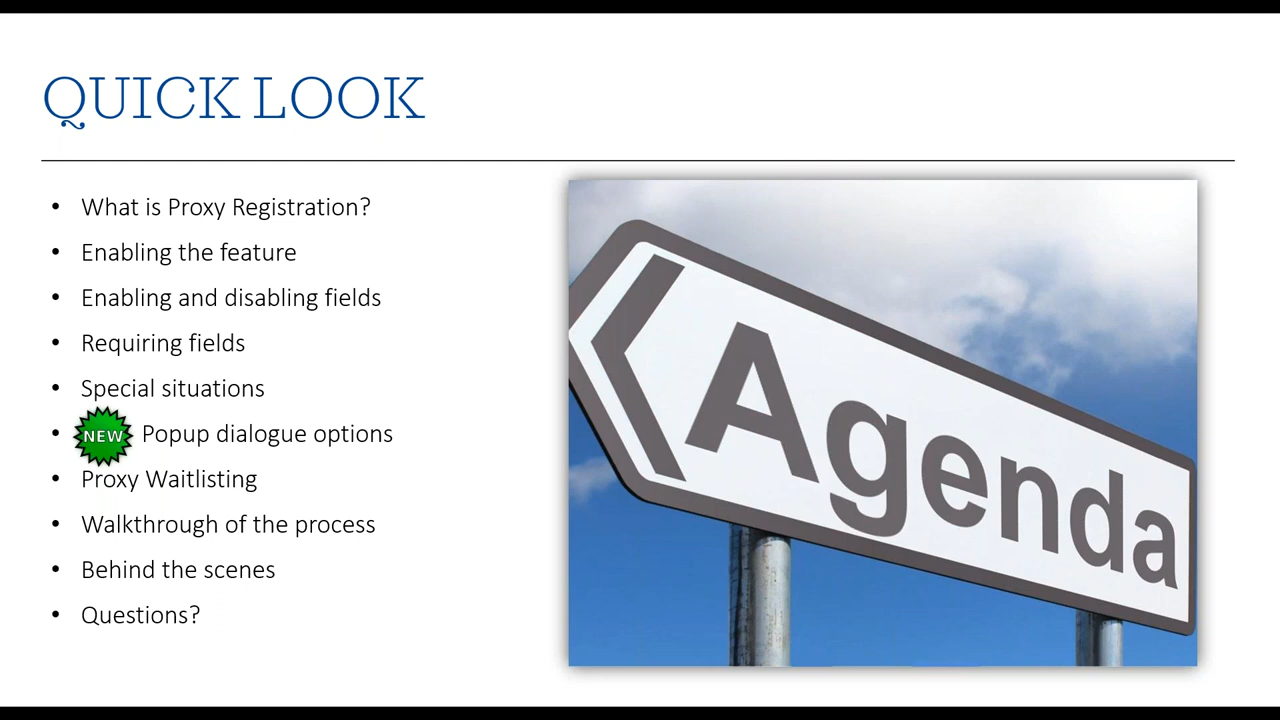 QUICK LOOK
• What is Proxy Registration?
• Enabling the feature
• Enabling and disabling fields
• Requiring fields
• Special situations
• NEW Popup dialogue options
• Proxy Waitlisting
• Walkthrough of the process
• Behind the scenes
• Questions?
Agenda